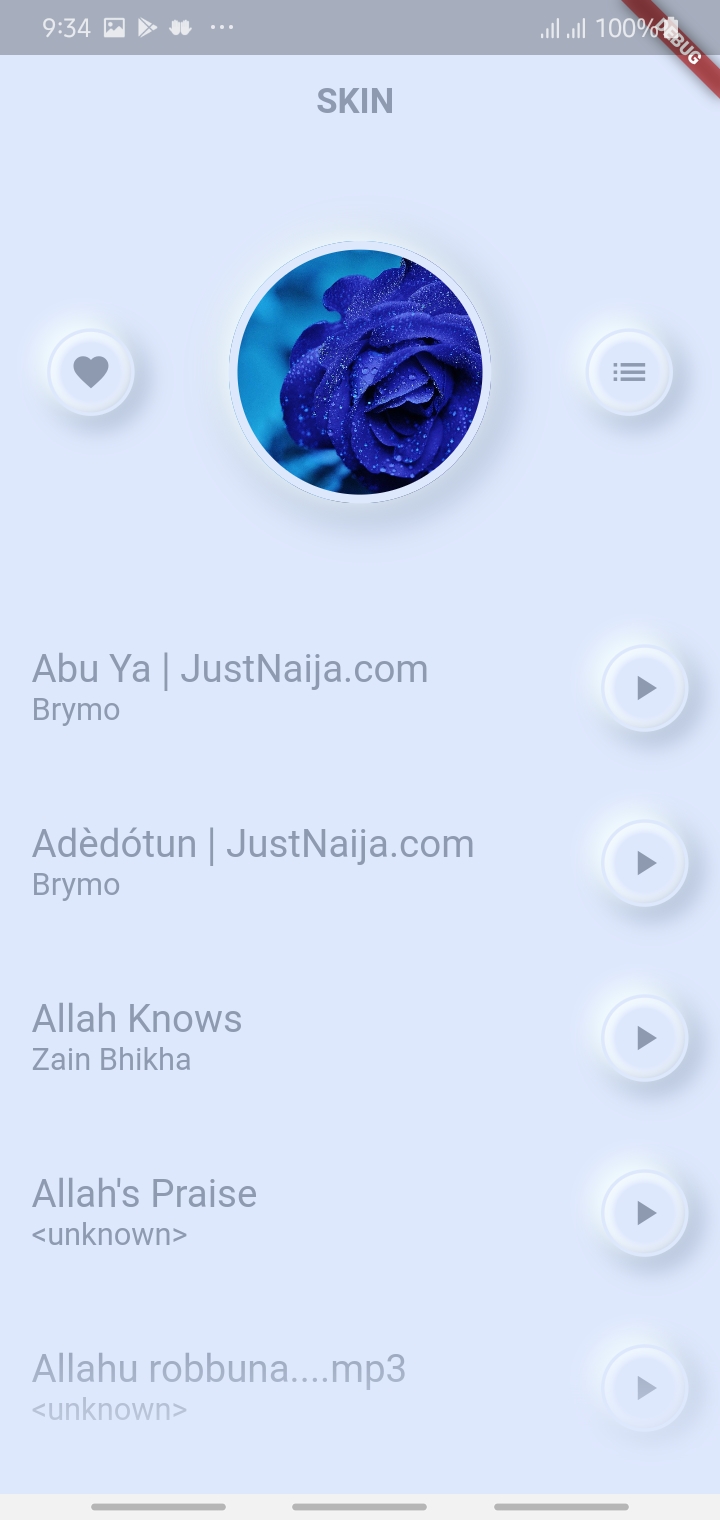 9:34
100%
DEBUG
SKIN
Abu Ya | JustNaija.com
Brymo
Adèdótun | JustNaija.com
Brymo
Allah Knows
Zain Bhikha
Allah's Praise
<unknown>
Allahu robbuna....mp3
<unknown>